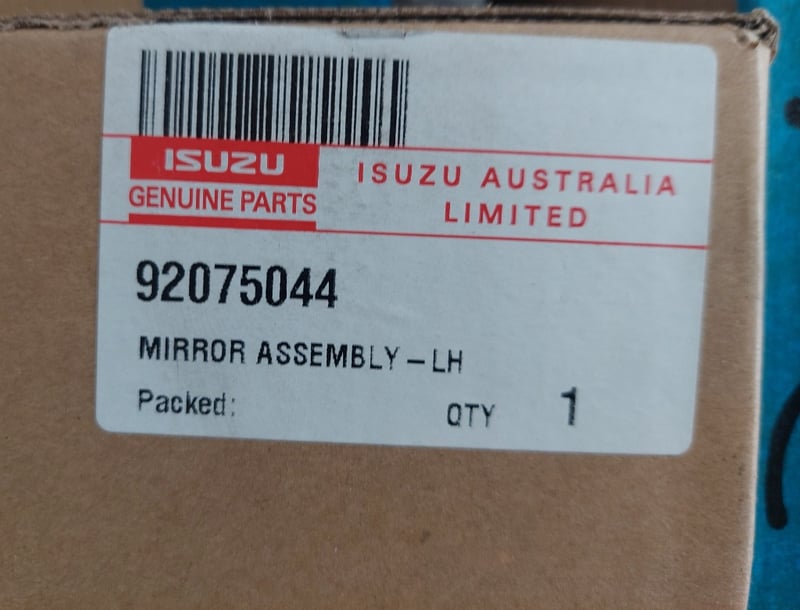 ISUZU
GENUINE PARTS
ISUZU AUSTRALIA
LIMITED
92075044
MIRROR ASSEMBLY-LH
Packed:
QTY 1